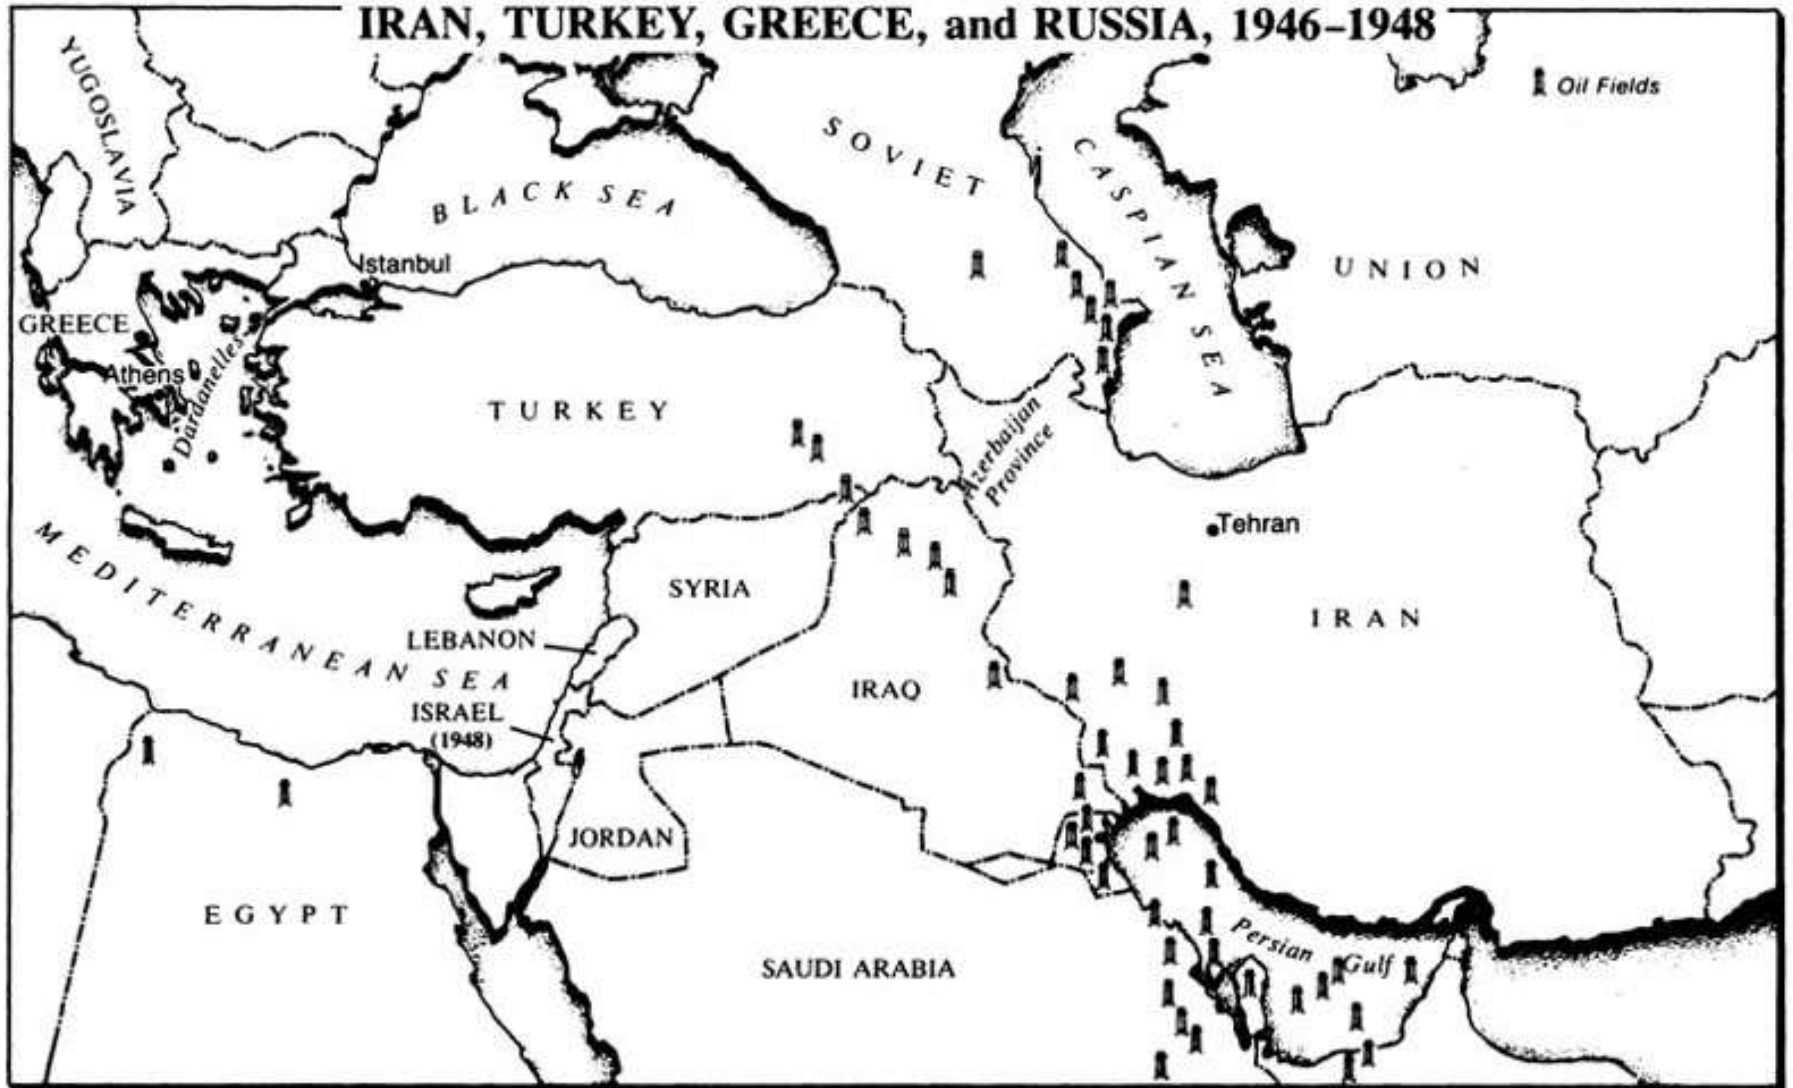 IRAN, TURKEY, GREECE, and RUSSIA, 1946–1948
Oil Fields
YUGOSLAVIA
SOVIET
CASPIAN SEA
BLACK SEA
UNION
Istanbul
GREECE
Athens
Dardanelles
TURKEY
Azerbaijan
Province
Tehran
MEDITERRANEAN SEA
SYRIA
IRAN
LEBANON
IRAQ
ISRAEL
(1948)
JORDAN
EGYPT
SAUDI ARABIA
Persian Gulf